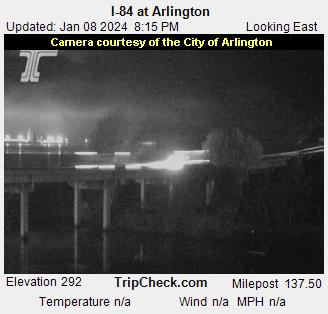 I-84 at Arlington
Updated: Jan 08 2024 8:15 PM Looking East
Camera courtesy of the City of Arlington
Elevation 292 TripCheck.com Milepost 137.50
Temperature n/a Wind n/a MPH n/a